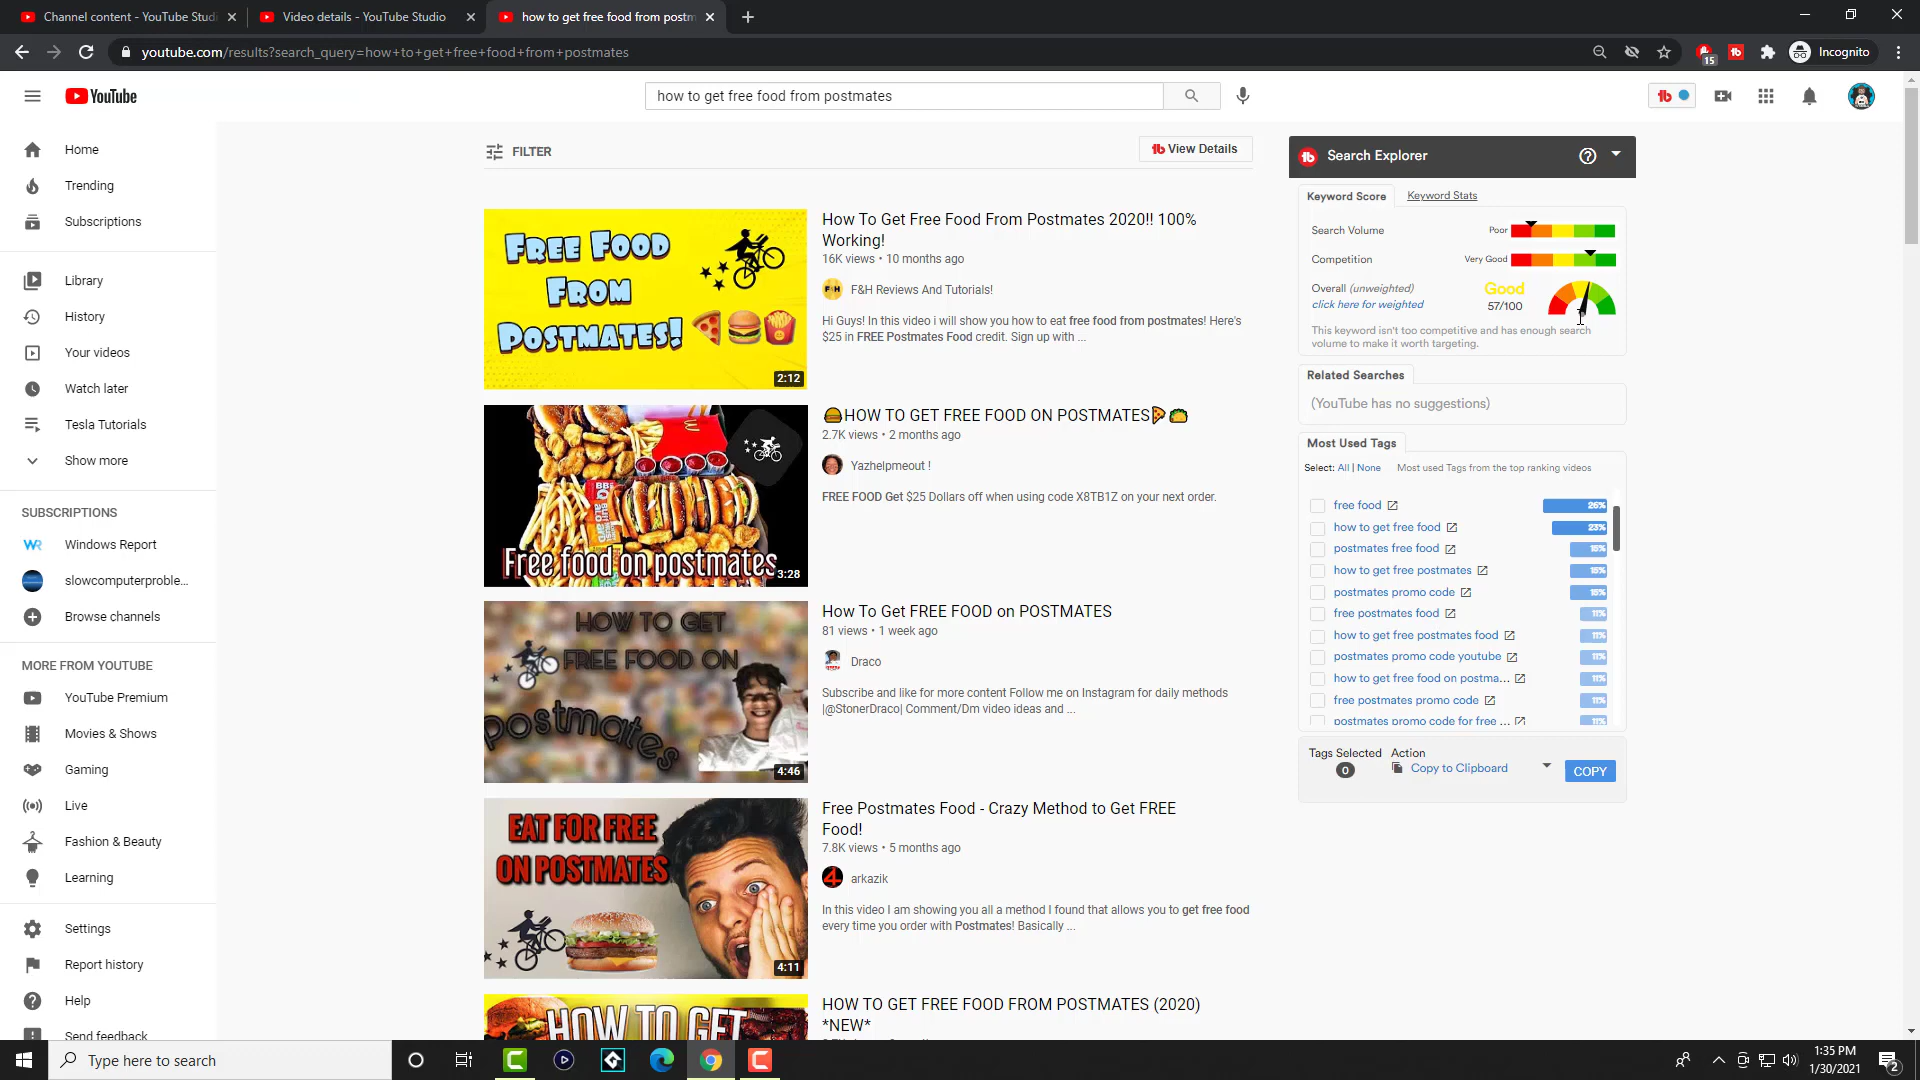 Channel content - YouTube Studi
Video details - YouTube Studio
how to get free food from postm
youtube.com/results?search_query=how+to+get+free+food+from+postmates
15
Incognito
YouTube
how to get free food from postmates
Home
Trending
Subscriptions
Library
History
Your videos
Watch later
Tesla Tutorials
Show more
SUBSCRIPTIONS
Windows Report
slowcomputerproble...
Browse channels
MORE FROM YOUTUBE
YouTube Premium
Movies & Shows
Gaming
Live
Fashion & Beauty
Learning
Settings
Report history
Help
Send feedback
FILTER
View Details
FREE FOOD
FROM
POSTMATES!
2:12
How To Get Free Food From Postmates 2020!! 100%
Working!
16K views • 10 months ago
F&H Reviews And Tutorials!
Hi Guys! In this video i will show you how to eat free food from postmates! Here's
$25 in FREE Postmates Food credit. Sign up with ...
Free food on postmates
3:28
HOW TO GET FREE FOOD ON POSTMATES
2.7K views • 2 months ago
Yazhelpmeout !
FREE FOOD Get $25 Dollars off when using code X8TB1Z on your next order.
HOW TO GET
FREE FOOD ON
Postmates
4:46
How To Get FREE FOOD on POSTMATES
81 views • 1 week ago
Draco
Subscribe and like for more content Follow me on Instagram for daily methods
|@StonerDraco| Comment/Dm video ideas and ...
EAT FOR FREE
ON POSTMATES
4:11
Free Postmates Food - Crazy Method to Get FREE
Food!
7.8K views • 5 months ago
arkazik
In this video I am showing you all a method I found that allows you to get free food
every time you order with Postmates! Basically ...
HOW TO GET
HOW TO GET FREE FOOD FROM POSTMATES (2020)
*NEW*
Search Explorer
Keyword Score
Keyword Stats
Search Volume
Poor
Competition
Very Good
Overall (unweighted)
Good
click here for weighted
57/100
This keyword isn't too competitive and has enough search
volume to make it worth targeting.
Related Searches
(YouTube has no suggestions)
Most Used Tags
Select: All | None
Most used Tags from the top ranking videos
free food
26%
how to get free food
23%
postmates free food
15%
how to get free postmates
15%
postmates promo code
15%
free postmates food
11%
how to get free postmates food
11%
postmates promo code youtube
11%
how to get free food on postma...
11%
free postmates promo code
11%
postmates promo code for free ...
11%
Tags Selected
Action
0
Copy to Clipboard
COPY
Type here to search
1:35 PM
1/30/2021
2